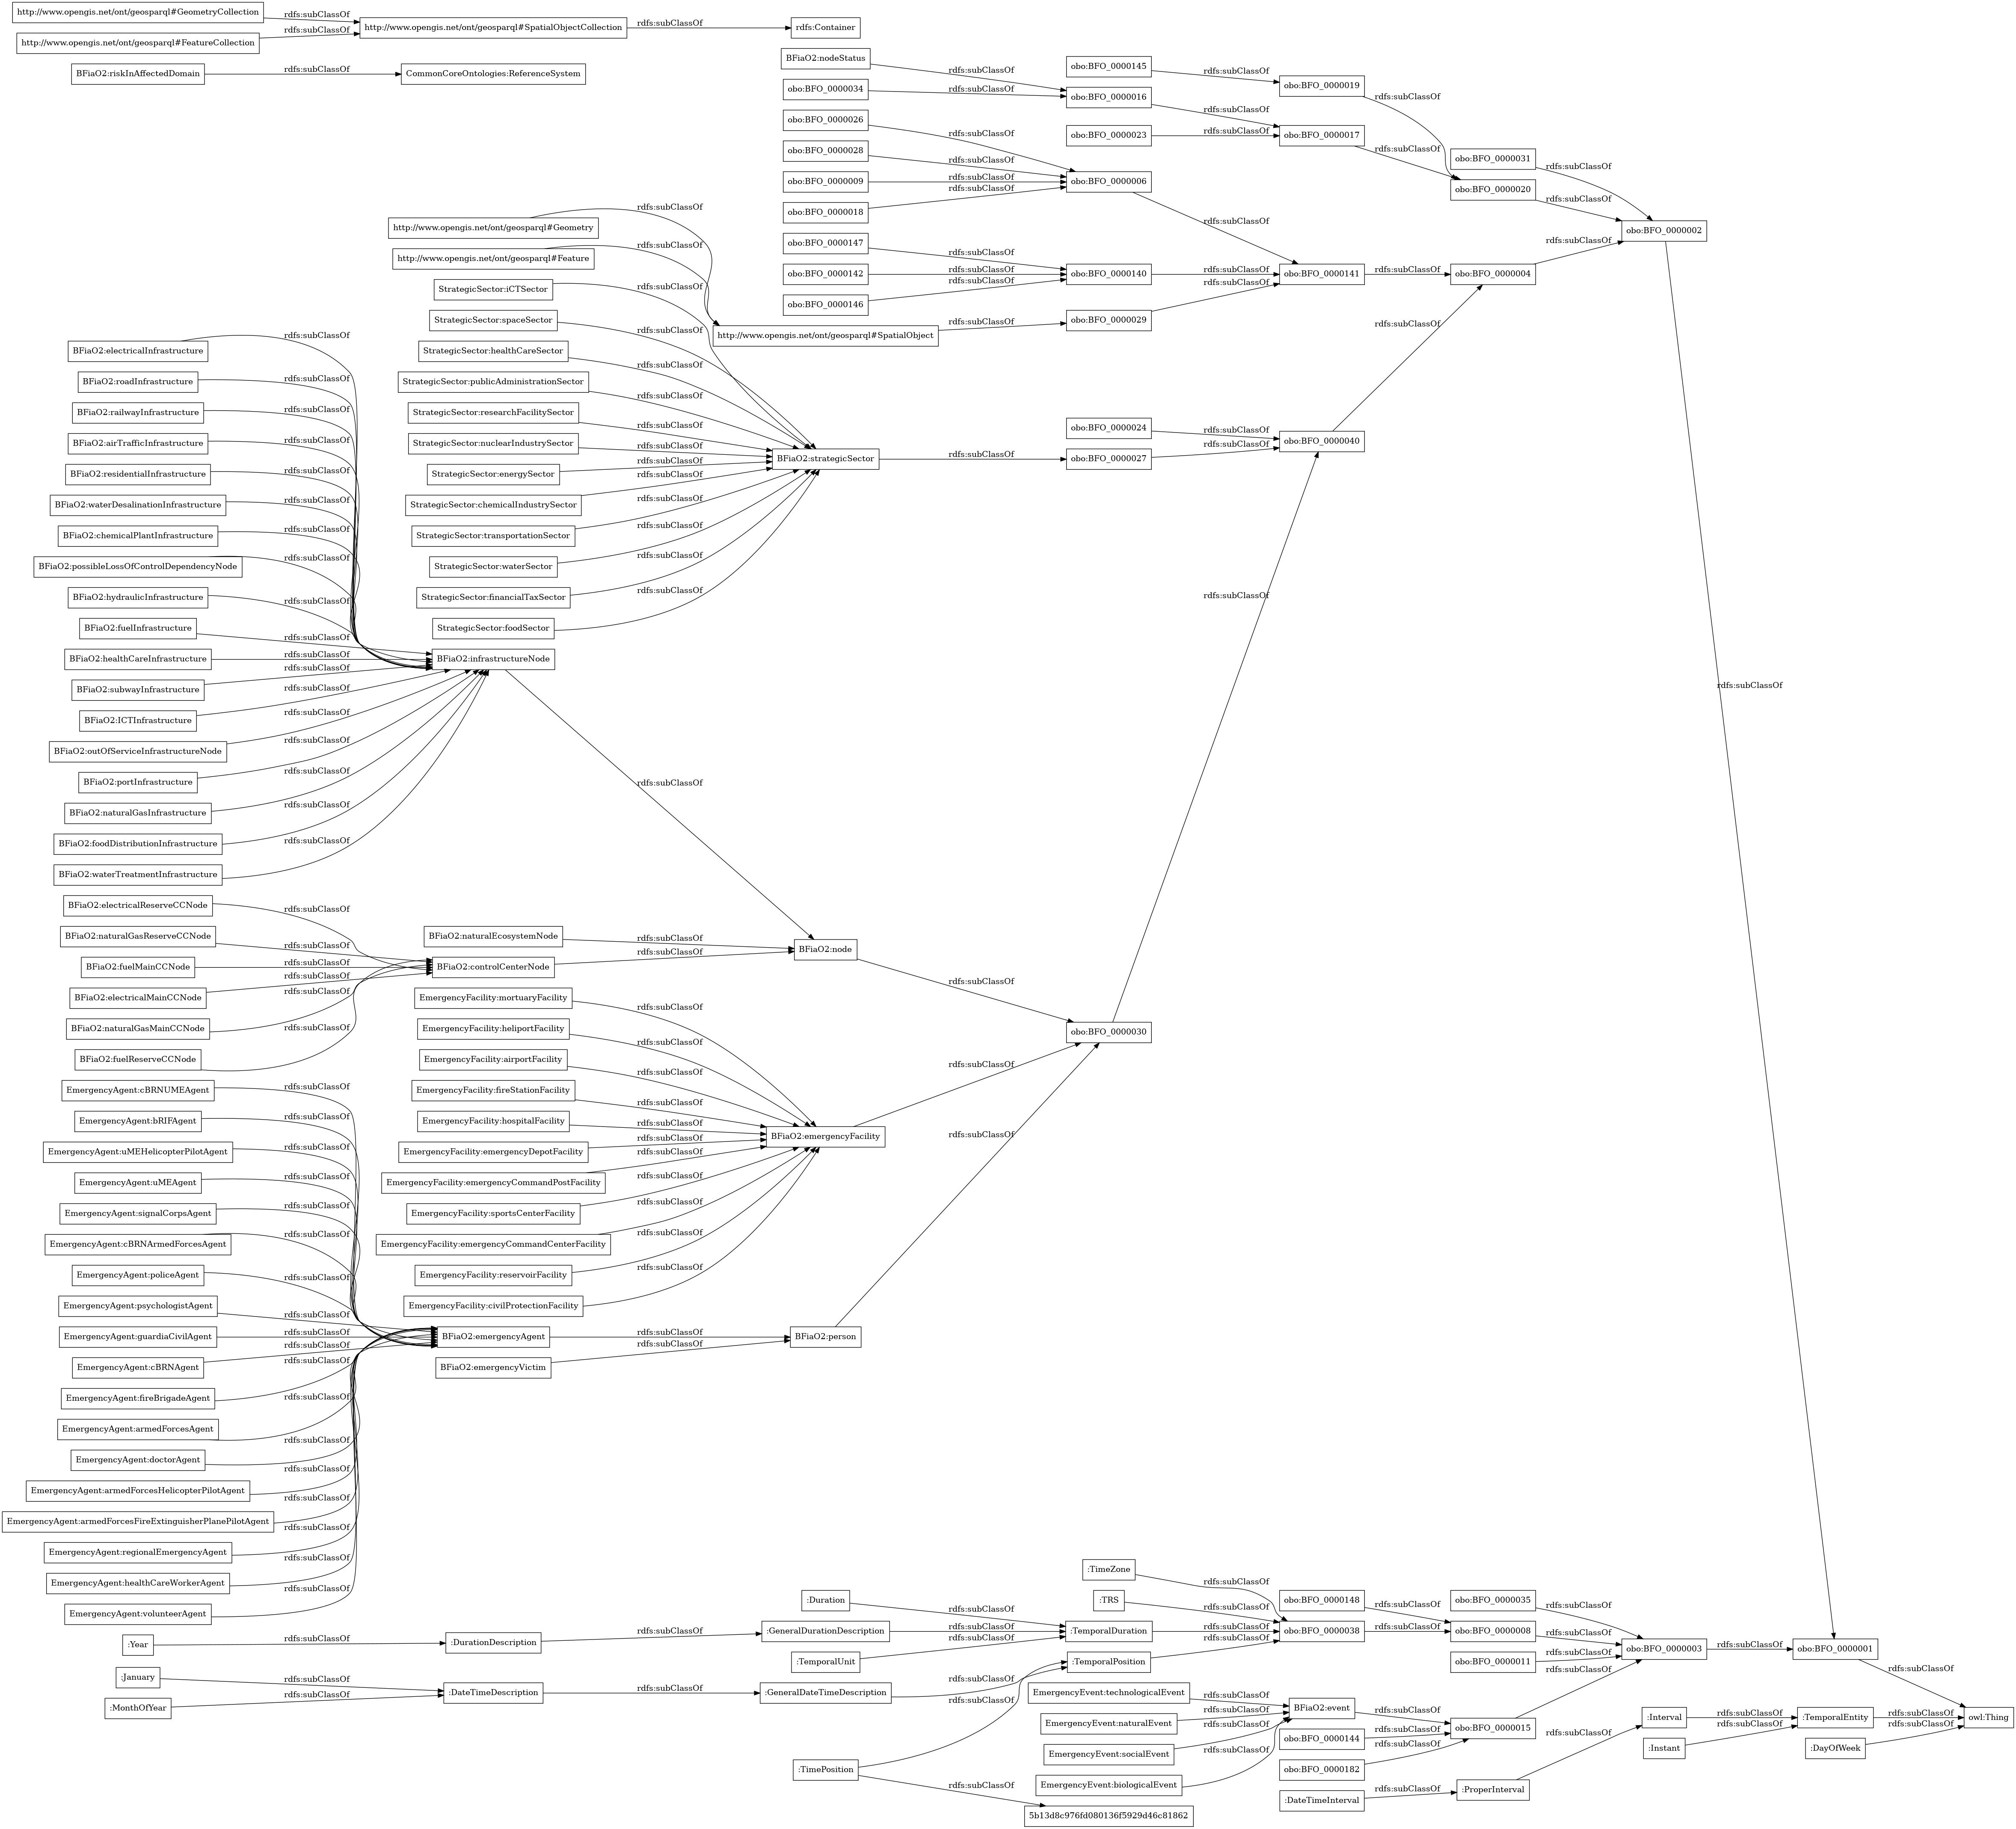 http://www.opengis.net/ont/geosparql#GeometryCollection
rdfs:subClassOf
http://www.opengis.net/ont/geosparql#SpatialObjectCollection
rdfs:subClassOf
rdfs:Container
http://www.opengis.net/ont/geosparql#FeatureCollection
rdfs:subClassOf
BFiaO2:riskInAffectedDomain
rdfs:subClassOf
CommonCoreOntologies:ReferenceSystem
BFiaO2:nodeStatus
rdfs:subClassOf
obo:BFO_0000034
rdfs:subClassOf
obo:BFO_0000016
rdfs:subClassOf
obo:BFO_0000145
rdfs:subClassOf
obo:BFO_0000019
rdfs:subClassOf
obo:BFO_0000023
rdfs:subClassOf
obo:BFO_0000017
rdfs:subClassOf
obo:BFO_0000031
rdfs:subClassOf
obo:BFO_0000020
rdfs:subClassOf
obo:BFO_0000002
rdfs:subClassOf
obo:BFO_0000026
rdfs:subClassOf
obo:BFO_0000028
rdfs:subClassOf
obo:BFO_0000009
rdfs:subClassOf
obo:BFO_0000018
rdfs:subClassOf
obo:BFO_0000006
rdfs:subClassOf
obo:BFO_0000147
rdfs:subClassOf
obo:BFO_0000142
rdfs:subClassOf
obo:BFO_0000146
rdfs:subClassOf
obo:BFO_0000140
rdfs:subClassOf
obo:BFO_0000141
rdfs:subClassOf
obo:BFO_0000004
rdfs:subClassOf
http://www.opengis.net/ont/geosparql#Geometry
rdfs:subClassOf
http://www.opengis.net/ont/geosparql#Feature
rdfs:subClassOf
http://www.opengis.net/ont/geosparql#SpatialObject
rdfs:subClassOf
obo:BFO_0000029
rdfs:subClassOf
StrategicSector:iCTSector
rdfs:subClassOf
StrategicSector:spaceSector
rdfs:subClassOf
StrategicSector:healthCareSector
rdfs:subClassOf
StrategicSector:publicAdministrationSector
rdfs:subClassOf
StrategicSector:researchFacilitySector
rdfs:subClassOf
StrategicSector:nuclearIndustrySector
rdfs:subClassOf
StrategicSector:energySector
rdfs:subClassOf
StrategicSector:chemicalIndustrySector
rdfs:subClassOf
StrategicSector:transportationSector
rdfs:subClassOf
StrategicSector:waterSector
rdfs:subClassOf
StrategicSector:financialTaxSector
rdfs:subClassOf
StrategicSector:foodSector
rdfs:subClassOf
BFiaO2:strategicSector
rdfs:subClassOf
obo:BFO_0000024
rdfs:subClassOf
obo:BFO_0000027
rdfs:subClassOf
obo:BFO_0000040
rdfs:subClassOf
BFiaO2:electricalInfrastructure
rdfs:subClassOf
BFiaO2:roadInfrastructure
rdfs:subClassOf
BFiaO2:railwayInfrastructure
rdfs:subClassOf
BFiaO2:airTrafficInfrastructure
rdfs:subClassOf
BFiaO2:residentialInfrastructure
rdfs:subClassOf
BFiaO2:waterDesalinationInfrastructure
rdfs:subClassOf
BFiaO2:chemicalPlantInfrastructure
rdfs:subClassOf
BFiaO2:possibleLossOfControlDependencyNode
rdfs:subClassOf
BFiaO2:hydraulicInfrastructure
rdfs:subClassOf
BFiaO2:fuelInfrastructure
rdfs:subClassOf
BFiaO2:healthCareInfrastructure
rdfs:subClassOf
BFiaO2:subwayInfrastructure
rdfs:subClassOf
BFiaO2:ICTInfrastructure
rdfs:subClassOf
BFiaO2:outOfServiceInfrastructureNode
rdfs:subClassOf
BFiaO2:portInfrastructure
rdfs:subClassOf
BFiaO2:naturalGasInfrastructure
rdfs:subClassOf
BFiaO2:foodDistributionInfrastructure
rdfs:subClassOf
BFiaO2:waterTreatmentInfrastructure
rdfs:subClassOf
BFiaO2:infrastructureNode
rdfs:subClassOf
BFiaO2:electricalReserveCCNode
rdfs:subClassOf
BFiaO2:naturalGasReserveCCNode
rdfs:subClassOf
BFiaO2:fuelMainCCNode
rdfs:subClassOf
BFiaO2:electricalMainCCNode
rdfs:subClassOf
BFiaO2:naturalGasMainCCNode
rdfs:subClassOf
BFiaO2:fuelReserveCCNode
rdfs:subClassOf
BFiaO2:naturalEcosystemNode
rdfs:subClassOf
BFiaO2:controlCenterNode
rdfs:subClassOf
BFiaO2:node
rdfs:subClassOf
EmergencyFacility:mortuaryFacility
rdfs:subClassOf
EmergencyFacility:heliportFacility
rdfs:subClassOf
EmergencyFacility:airportFacility
rdfs:subClassOf
EmergencyFacility:fireStationFacility
rdfs:subClassOf
EmergencyFacility:hospitalFacility
rdfs:subClassOf
EmergencyFacility:emergencyDepotFacility
rdfs:subClassOf
EmergencyFacility:emergencyCommandPostFacility
rdfs:subClassOf
EmergencyFacility:sportsCenterFacility
rdfs:subClassOf
EmergencyFacility:emergencyCommandCenterFacility
rdfs:subClassOf
EmergencyFacility:reservoirFacility
rdfs:subClassOf
EmergencyFacility:civilProtectionFacility
rdfs:subClassOf
BFiaO2:emergencyFacility
rdfs:subClassOf
obo:BFO_0000030
rdfs:subClassOf
EmergencyAgent:cBRNUMEAgent
rdfs:subClassOf
EmergencyAgent:bRIFAgent
rdfs:subClassOf
EmergencyAgent:uMEHelicopterPilotAgent
rdfs:subClassOf
EmergencyAgent:uMEAgent
rdfs:subClassOf
EmergencyAgent:signalCorpsAgent
rdfs:subClassOf
EmergencyAgent:cBRNArmedForcesAgent
rdfs:subClassOf
EmergencyAgent:policeAgent
rdfs:subClassOf
EmergencyAgent:psychologistAgent
rdfs:subClassOf
EmergencyAgent:guardiaCivilAgent
rdfs:subClassOf
EmergencyAgent:cBRNAgent
rdfs:subClassOf
EmergencyAgent:fireBrigadeAgent
rdfs:subClassOf
EmergencyAgent:armedForcesAgent
rdfs:subClassOf
EmergencyAgent:doctorAgent
rdfs:subClassOf
EmergencyAgent:armedForcesHelicopterPilotAgent
rdfs:subClassOf
EmergencyAgent:armedForcesFireExtinguisherPlanePilotAgent
rdfs:subClassOf
EmergencyAgent:regionalEmergencyAgent
rdfs:subClassOf
EmergencyAgent:healthCareWorkerAgent
rdfs:subClassOf
EmergencyAgent:volunteerAgent
rdfs:subClassOf
BFiaO2:emergencyAgent
rdfs:subClassOf
BFiaO2:emergencyVictim
rdfs:subClassOf
BFiaO2:person
rdfs:subClassOf
:Year
rdfs:subClassOf
:DurationDescription
rdfs:subClassOf
:January
rdfs:subClassOf
:MonthOfYear
rdfs:subClassOf
:DateTimeDescription
rdfs:subClassOf
:Duration
rdfs:subClassOf
:GeneralDurationDescription
rdfs:subClassOf
:TemporalUnit
rdfs:subClassOf
:GeneralDateTimeDescription
rdfs:subClassOf
:TimePosition
rdfs:subClassOf
rdfs:subClassOf
5b13d8c976fd080136f5929d46c81862
:TimeZone
rdfs:subClassOf
:TRS
rdfs:subClassOf
:TemporalDuration
rdfs:subClassOf
:TemporalPosition
rdfs:subClassOf
obo:BFO_0000148
rdfs:subClassOf
obo:BFO_0000038
rdfs:subClassOf
obo:BFO_0000035
rdfs:subClassOf
obo:BFO_0000008
rdfs:subClassOf
obo:BFO_0000011
rdfs:subClassOf
obo:BFO_0000003
rdfs:subClassOf
obo:BFO_0000001
rdfs:subClassOf
EmergencyEvent:technologicalEvent
rdfs:subClassOf
EmergencyEvent:naturalEvent
rdfs:subClassOf
EmergencyEvent:socialEvent
rdfs:subClassOf
EmergencyEvent:biologicalEvent
rdfs:subClassOf
BFiaO2:event
rdfs:subClassOf
obo:BFO_0000144
rdfs:subClassOf
obo:BFO_0000182
rdfs:subClassOf
obo:BFO_0000015
rdfs:subClassOf
:DateTimeInterval
rdfs:subClassOf
:ProperInterval
rdfs:subClassOf
:Interval
rdfs:subClassOf
:Instant
rdfs:subClassOf
:TemporalEntity
rdfs:subClassOf
:DayOfWeek
rdfs:subClassOf
owl:Thing